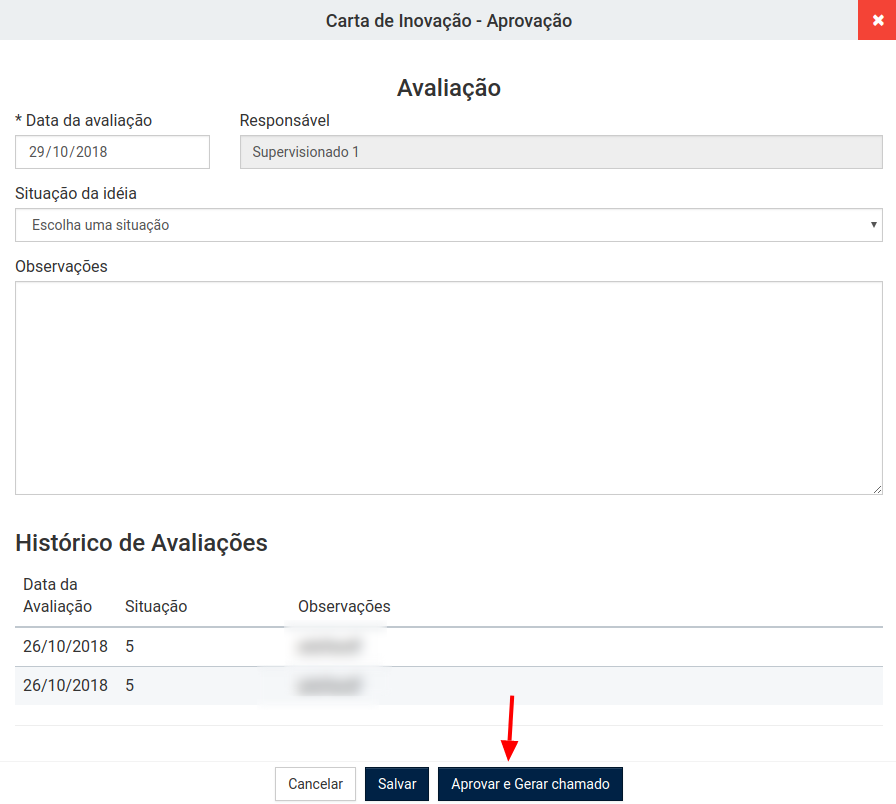 Carta de Inovação - Aprovação
Avaliação
* Data da avaliação
Responsável
29/10/2018
Supervisionado 1
Situação da idéia
Escolha uma situação
Observações
Histórico de Avaliações
Data da
Avaliação
Situação
Observações
26/10/2018 5
26/10/2018 5
Cancelar
Salvar
Aprovar e Gerar chamado